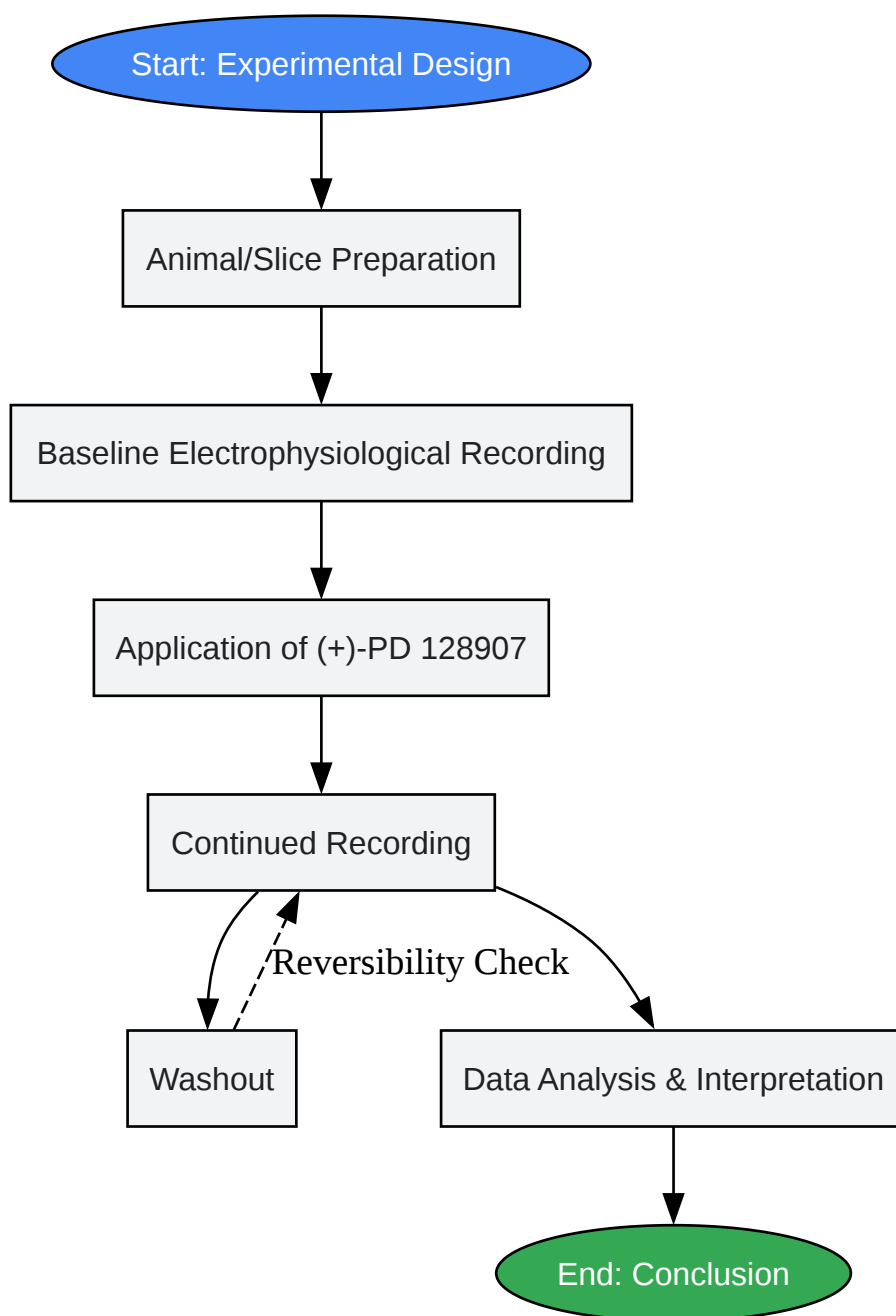 Start: Experimental Design
Animal/Slice Preparation
Baseline Electrophysiological Recording
Application of (+)-PD 128907
Continued Recording
Reversibility Check
Washout
Data Analysis & Interpretation
End: Conclusion